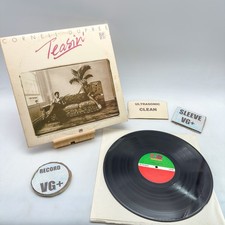 CORNELL DUPREE
Teasin'
ULTRASONIC
CLEAN
SLEEVE
VG+
RECORD
VG+